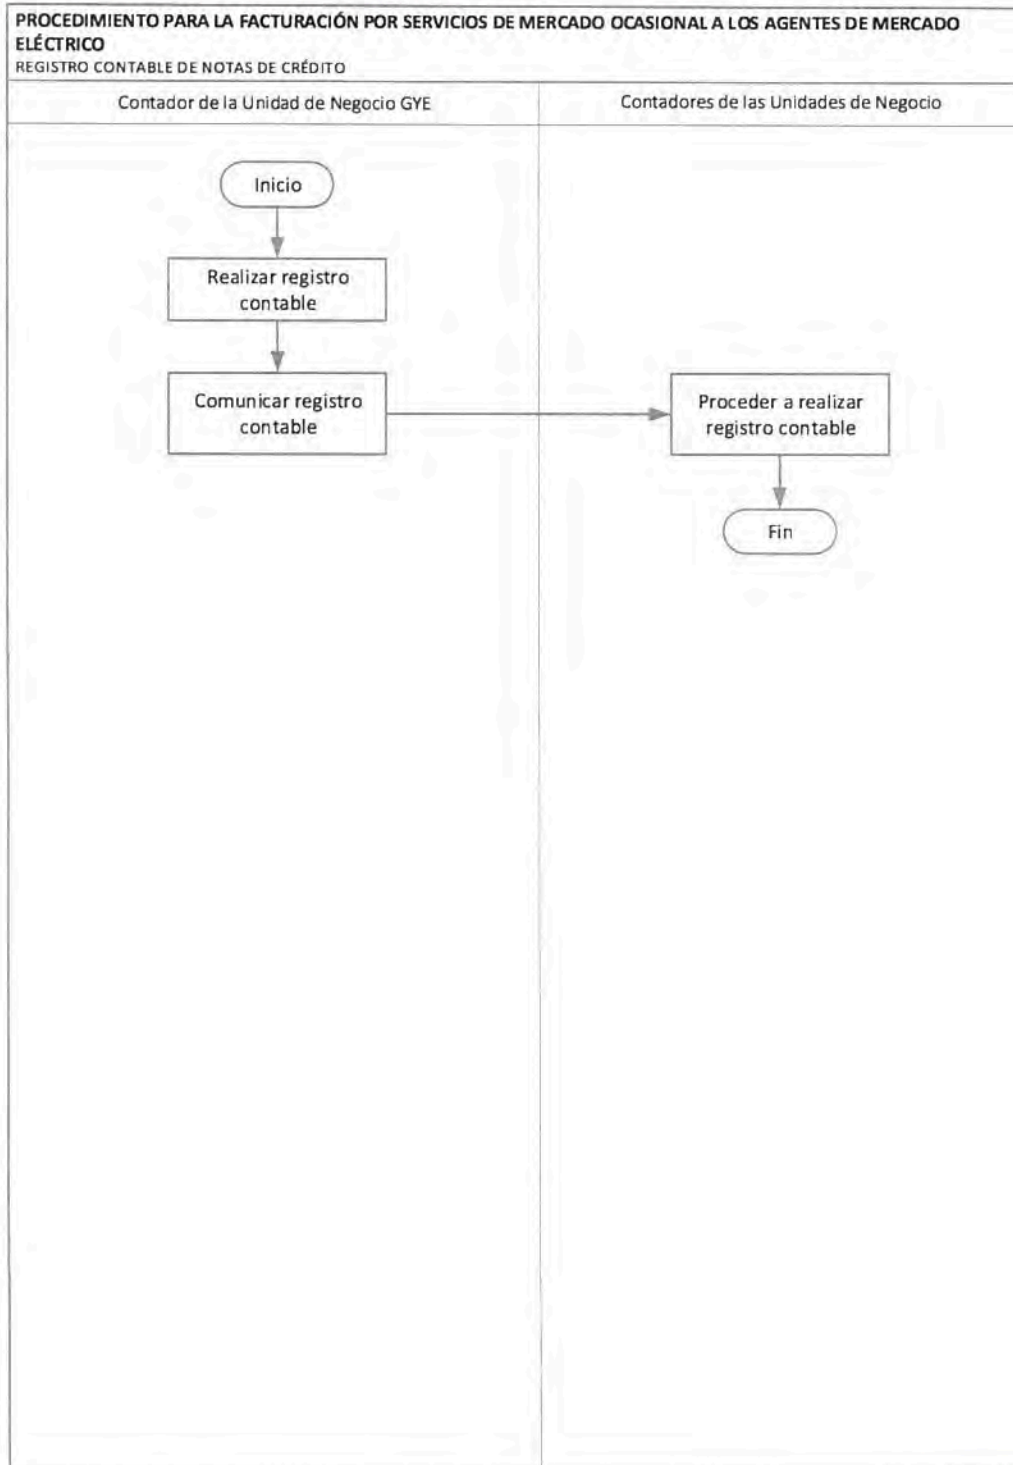 PROCEDIMIENTO PARA LA FACTURACIÓN POR SERVICIOS DE MERCADO OCASIONAL A LOS AGENTES DE MERCADO
ELÉCTRICO
REGISTRO CONTABLE DE NOTAS DE CRÉDITO
Contador de la Unidad de Negocio GYE
Contadores de las Unidades de Negocio
Inicio
Realizar registro
contable
Comunicar registro
contable
Proceder a realizar
registro contable
Fin